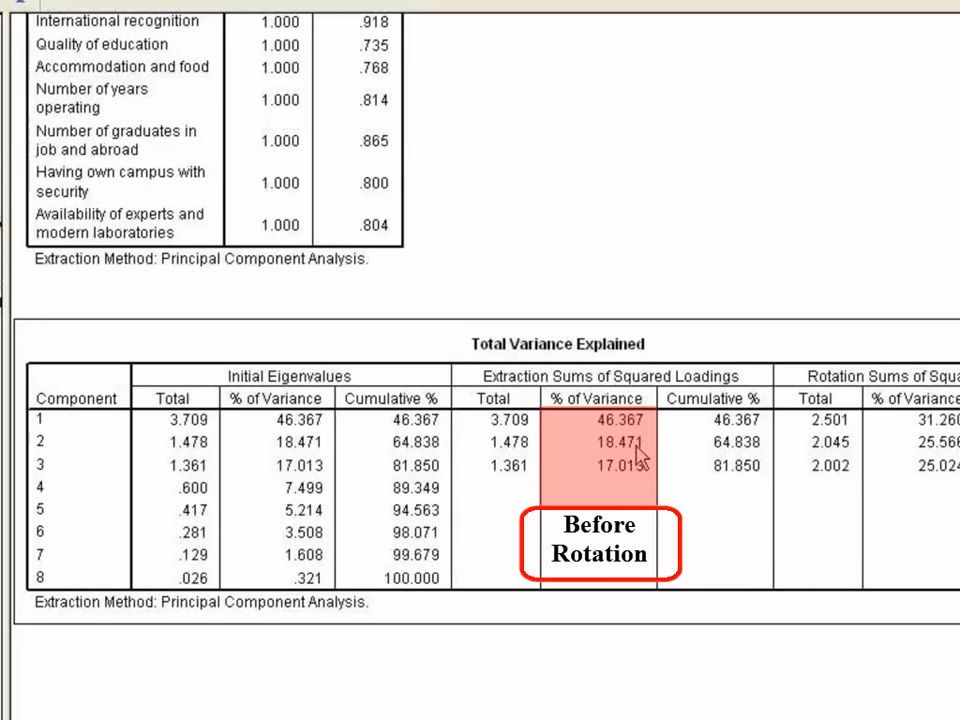 International recognition 1.000 .918
Quality of education 1.000 .735
Accommodation and food 1.000 .768
Number of years
operating 1.000 .814
Number of graduates in
job and abroad 1.000 .865
Having own campus with
security 1.000 .800
Availability of experts and
modern laboratories 1.000 .804
Extraction Method: Principal Component Analysis.
Total Variance Explained
Initial Eigenvalues Extraction Sums of Squared Loadings Rotation Sums of
Component Total % of Variance Cumulative % Total % of Variance Cumulative % Total % of Variance
1 3.709 46.367 46.367 3.709 46.367 46.367 2.501
2 1.478 18.471 64.838 1.478 18.471 64.838 2.045
3 1.361 17.013 81.850 1.361 17.013 81.850 2.002
4 .600 7.499 89.349
5 .417 5.214 94.563
6 .281 3.508 98.071
7 .129 1.608 99.679
8 .026 .321 100.000
Before
Rotation
Extraction Method: Principal Component Analysis.